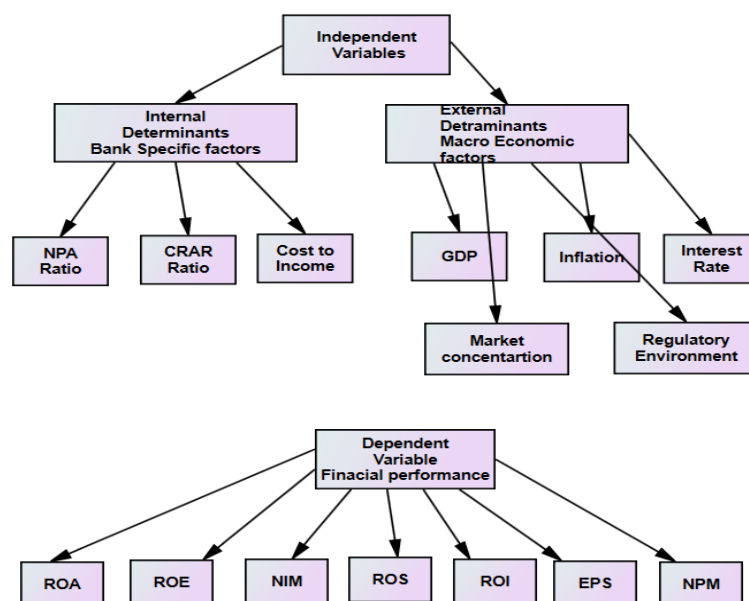 Independent
Variables
Internal
Determinants
Bank Specific factors
External
Detraminants
Macro Economic
factors
NPA
Ratio
CRAR
Ratio
Cost to
Income
GDP
Inflation
Interest
Rate
Market
concentartion
Regulatory
Environment
Dependent
Variable
Finacial performance
ROA
ROE
NIM
ROS
ROI
EPS
NPM